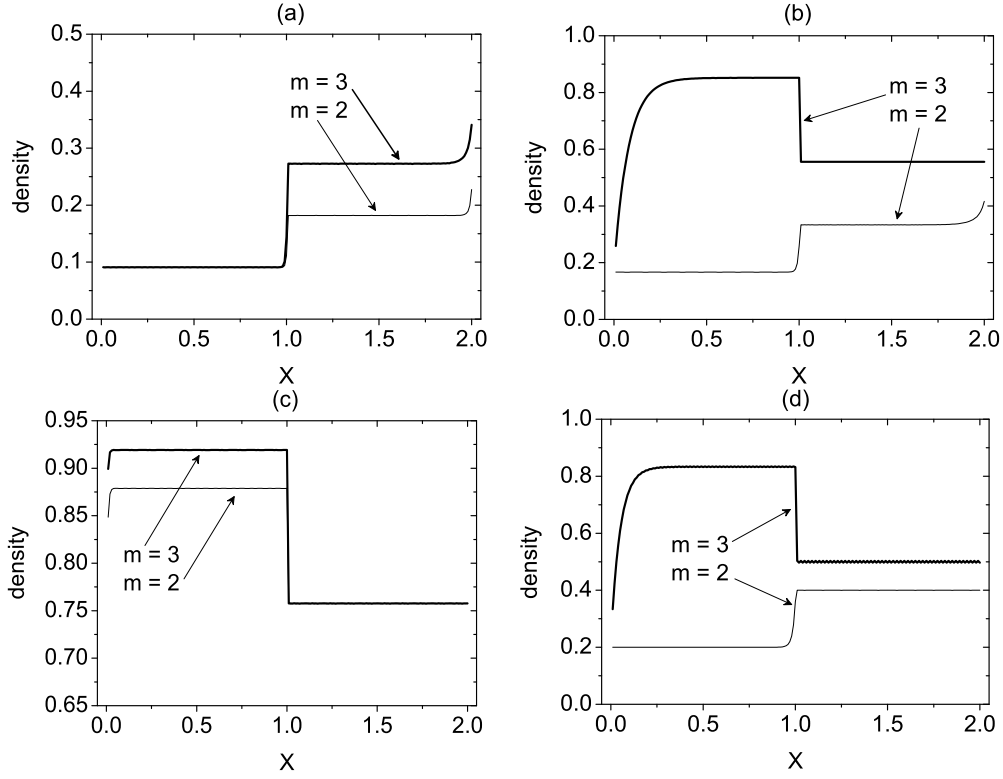 (a)
0.5
0.4
0.3
0.2
0.1
0.0
density
m = 3
m = 2
0.0 0.5 1.0 1.5 2.0
X
(b)
1.0
0.8
0.6
0.4
0.2
0.0
density
m = 3
m = 2
0.0 0.5 1.0 1.5 2.0
X
(c)
0.95
0.90
0.85
0.80
0.75
0.70
0.65
density
m = 3
m = 2
0.0 0.5 1.0 1.5 2.0
X
(d)
1.0
0.8
0.6
0.4
0.2
0.0
density
m = 3
m = 2
0.0 0.5 1.0 1.5 2.0
X